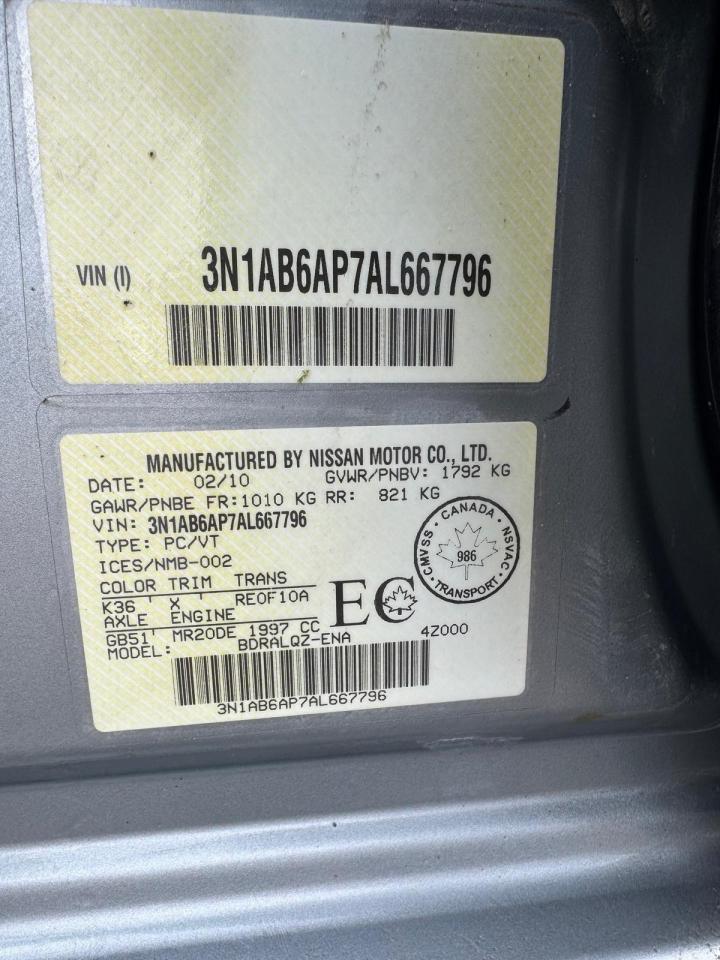 VIN (I) 3N1AB6AP7AL667796
MANUFACTURED BY NISSAN MOTOR CO., LTD.
DATE: 02/10 GVWR/PNBV: 1792 KG
GAWR/PNBE FR:1010 KG RR: 821 KG
VIN: 3N1AB6AP7AL667796
TYPE: PC/VT
ICES/NMB-002
COLOR TRIM TRANS
K36 X RE0F10A
AXLE ENGINE
GB51 MR20DE 1997 CC
MODEL: BDRALQZ-ENA 4Z000
EC
CANADA
CMVSS 986 NSVAC
TRANSPORT
3N1AB6AP7AL667796